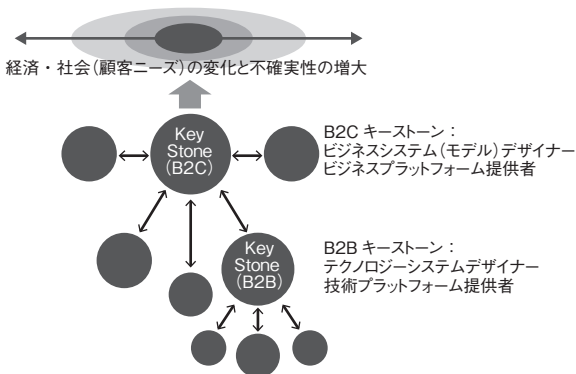 経済・社会(顧客ニーズ)の変化と不確実性の増大
Key
Stone
(B2C)
B2C キーストーン：
ビジネスシステム(モデル)デザイナー
ビジネスプラットフォーム提供者
Key
Stone
(B2B)
B2B キーストーン：
テクノロジーシステムデザイナー
技術プラットフォーム提供者